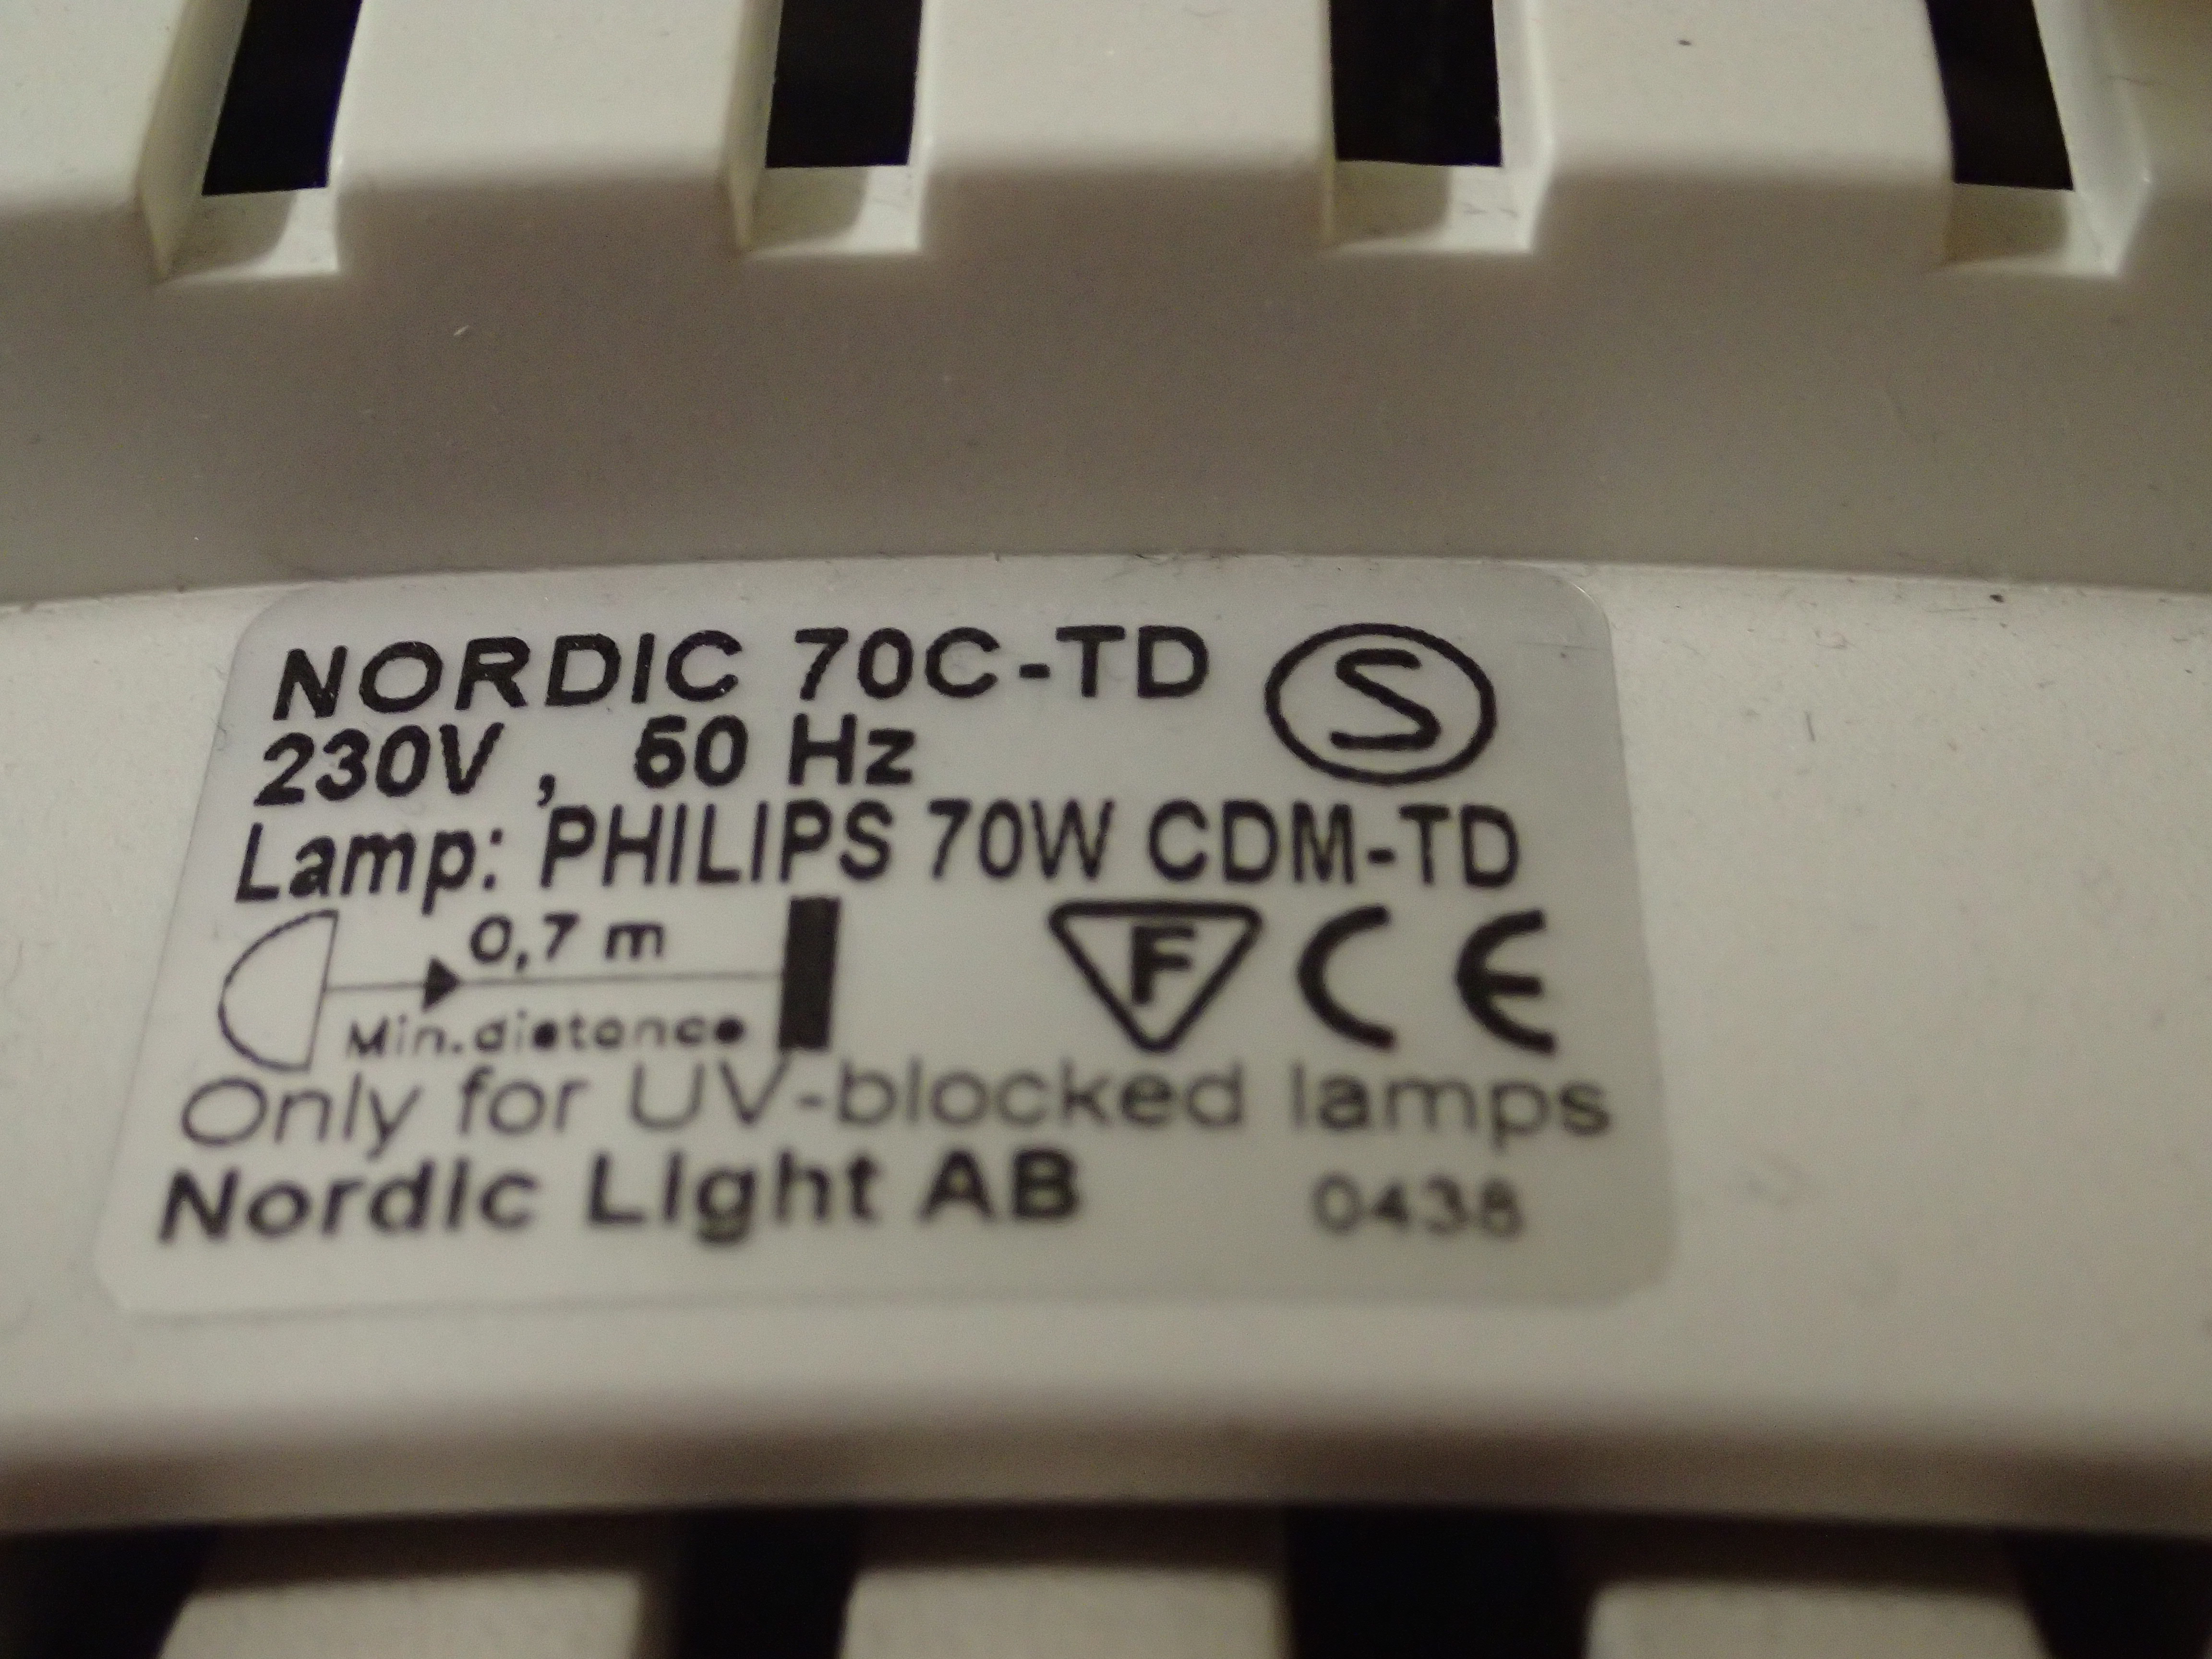 NORDIC 70C-TD S
230V , 50 Hz
Lamp: PHILIPS 70W CDM-TD
0,7 m
F CE
Min.distance
Only for UV-blocked lamps
Nordic Light AB 0438